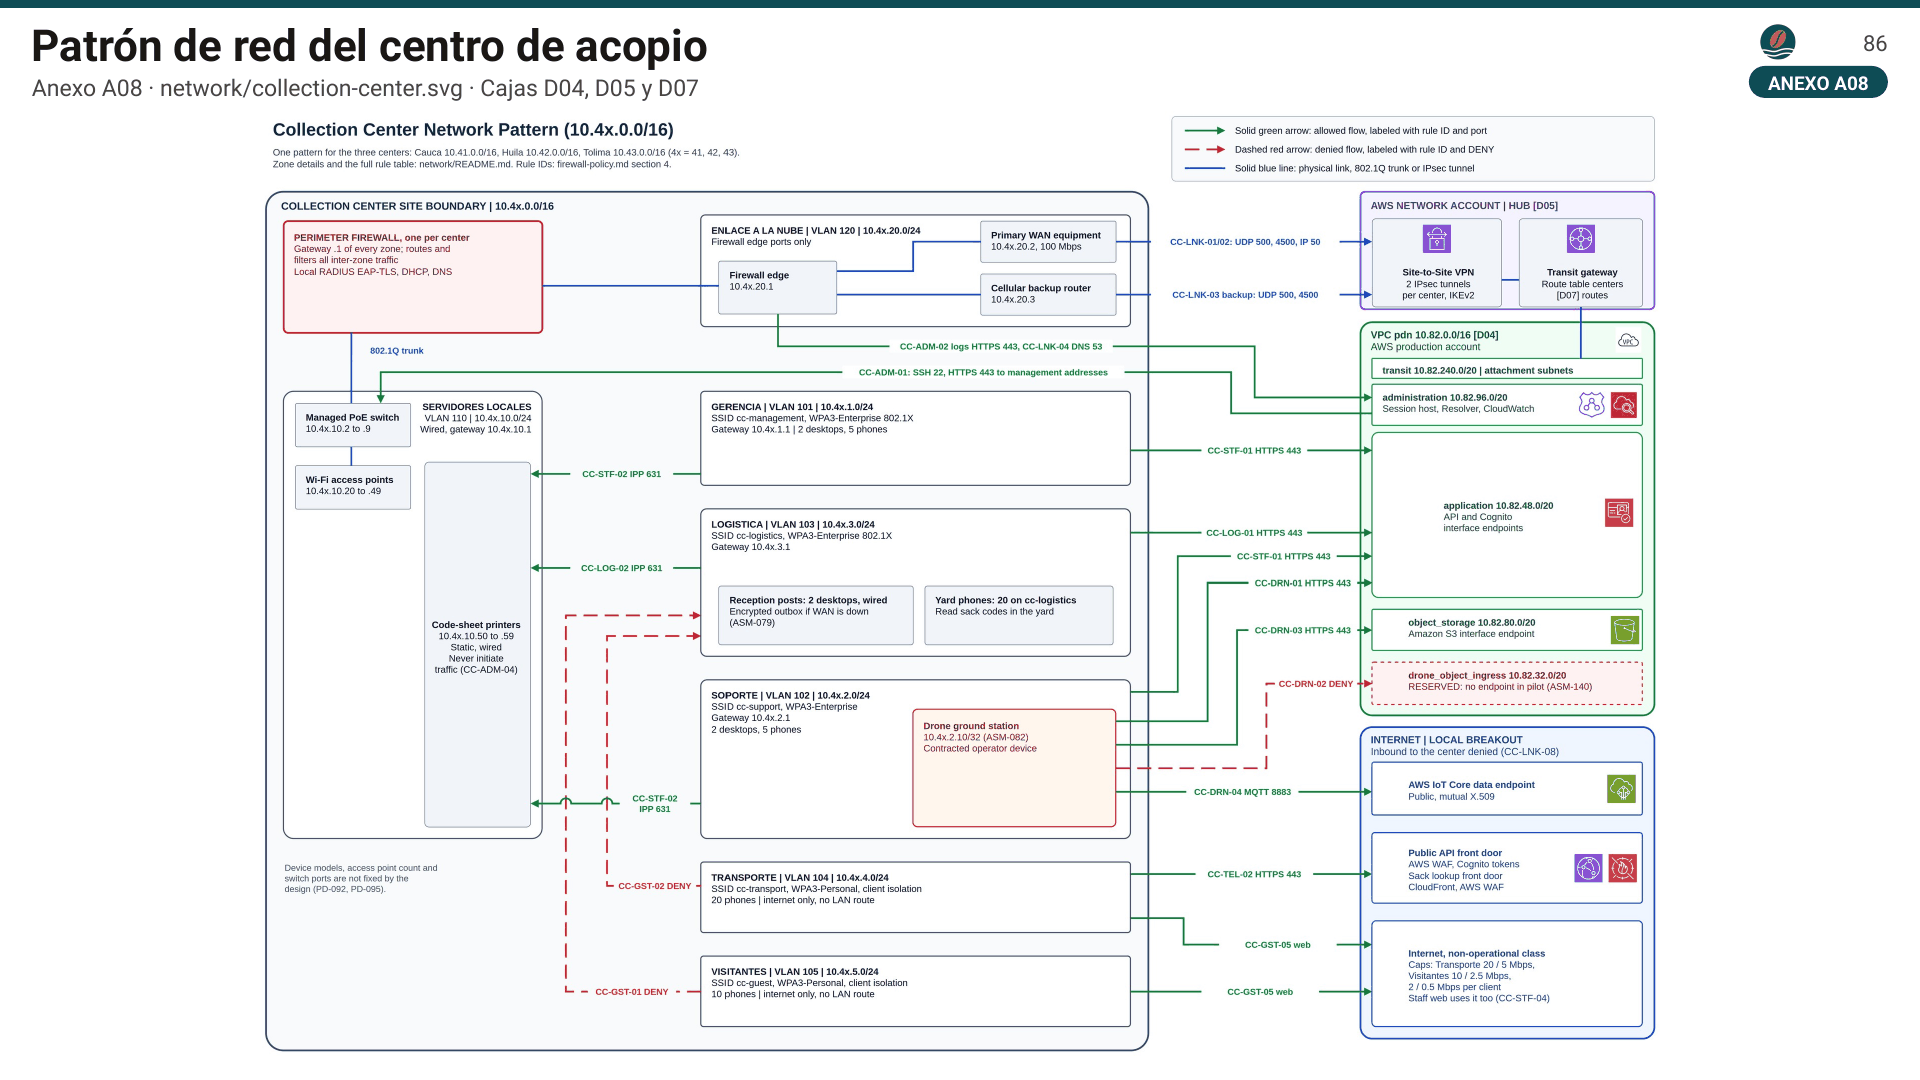 Patrón de red del centro de acopio
Anexo A08 · network/collection-center.svg · Cajas D04, D05 y D07
86
ANEXO A08
Collection Center Network Pattern (10.4x.0.0/16)
One pattern for the three centers: Cauca 10.41.0.0/16, Huila 10.42.0.0/16, Tolima 10.43.0.0/16 (4x = 41, 42, 43).
Zone details and the full rule table: network/README.md. Rule IDs: firewall-policy.md section 4.
Solid green arrow: allowed flow, labeled with rule ID and port
Dashed red arrow: denied flow, labeled with rule ID and DENY
Solid blue line: physical link, 802.1Q trunk or IPsec tunnel
COLLECTION CENTER SITE BOUNDARY | 10.4x.0.0/16
PERIMETER FIREWALL, one per center
Gateway .1 of every zone; routes and
filters all inter-zone traffic
Local RADIUS EAP-TLS, DHCP, DNS
ENLACE A LA NUBE | VLAN 120 | 10.4x.20.0/24
Firewall edge ports only
Firewall edge
10.4x.20.1
Primary WAN equipment
10.4x.20.2, 100 Mbps
Cellular backup router
10.4x.20.3
CC-LNK-01/02: UDP 500, 4500, IP 50
CC-LNK-03 backup: UDP 500, 4500
AWS NETWORK ACCOUNT | HUB [D05]
Site-to-Site VPN
2 IPsec tunnels
per center, IKEv2
Transit gateway
Route table centers
[D07] routes
802.1Q trunk
CC-ADM-02 logs HTTPS 443, CC-LNK-04 DNS 53
CC-ADM-01: SSH 22, HTTPS 443 to management addresses
VPC pdn 10.82.0.0/16 [D04]
AWS production account
VPC
transit 10.82.240.0/20 | attachment subnets
administration 10.82.96.0/20
Session host, Resolver, CloudWatch
Managed PoE switch
10.4x.10.2 to .9
SERVIDORES LOCALES
VLAN 110 | 10.4x.10.0/24
Wired, gateway 10.4x.10.1
Wi-Fi access points
10.4x.10.20 to .49
Code-sheet printers
10.4x.10.50 to .59
Static, wired
Never initiate
traffic (CC-ADM-04)
GERENCIA | VLAN 101 | 10.4x.1.0/24
SSID cc-management, WPA3-Enterprise 802.1X
Gateway 10.4x.1.1 | 2 desktops, 5 phones
CC-STF-02 IPP 631
CC-STF-01 HTTPS 443
LOGISTICA | VLAN 103 | 10.4x.3.0/24
SSID cc-logistics, WPA3-Enterprise 802.1X
Gateway 10.4x.3.1
Reception posts: 2 desktops, wired
Encrypted outbox if WAN is down
(ASM-079)
Yard phones: 20 on cc-logistics
Read sack codes in the yard
CC-LOG-02 IPP 631
CC-LOG-01 HTTPS 443
CC-STF-01 HTTPS 443
CC-DRN-01 HTTPS 443
CC-DRN-03 HTTPS 443
CC-DRN-02 DENY
application 10.82.48.0/20
API and Cognito
interface endpoints
object_storage 10.82.80.0/20
Amazon S3 interface endpoint
drone_object_ingress 10.82.32.0/20
RESERVED: no endpoint in pilot (ASM-140)
SOPORTE | VLAN 102 | 10.4x.2.0/24
SSID cc-support, WPA3-Enterprise
Gateway 10.4x.2.1
2 desktops, 5 phones
Drone ground station
10.4x.2.10/32 (ASM-082)
Contracted operator device
CC-STF-02
IPP 631
CC-DRN-04 MQTT 8883
INTERNET | LOCAL BREAKOUT
Inbound to the center denied (CC-LNK-08)
AWS IoT Core data endpoint
Public, mutual X.509
Public API front door
AWS WAF, Cognito tokens
Sack lookup front door
CloudFront, AWS WAF
Internet, non-operational class
Caps: Transporte 20 / 5 Mbps,
Visitantes 10 / 2.5 Mbps,
2 / 0.5 Mbps per client
Staff web uses it too (CC-STF-04)
Device models, access point count and
switch ports are not fixed by the
design (PD-092, PD-095).
CC-GST-02 DENY
TRANSPORTE | VLAN 104 | 10.4x.4.0/24
SSID cc-transport, WPA3-Personal, client isolation
20 phones | internet only, no LAN route
CC-TEL-02 HTTPS 443
CC-GST-05 web
CC-GST-01 DENY
VISITANTES | VLAN 105 | 10.4x.5.0/24
SSID cc-guest, WPA3-Personal, client isolation
10 phones | internet only, no LAN route
CC-GST-05 web